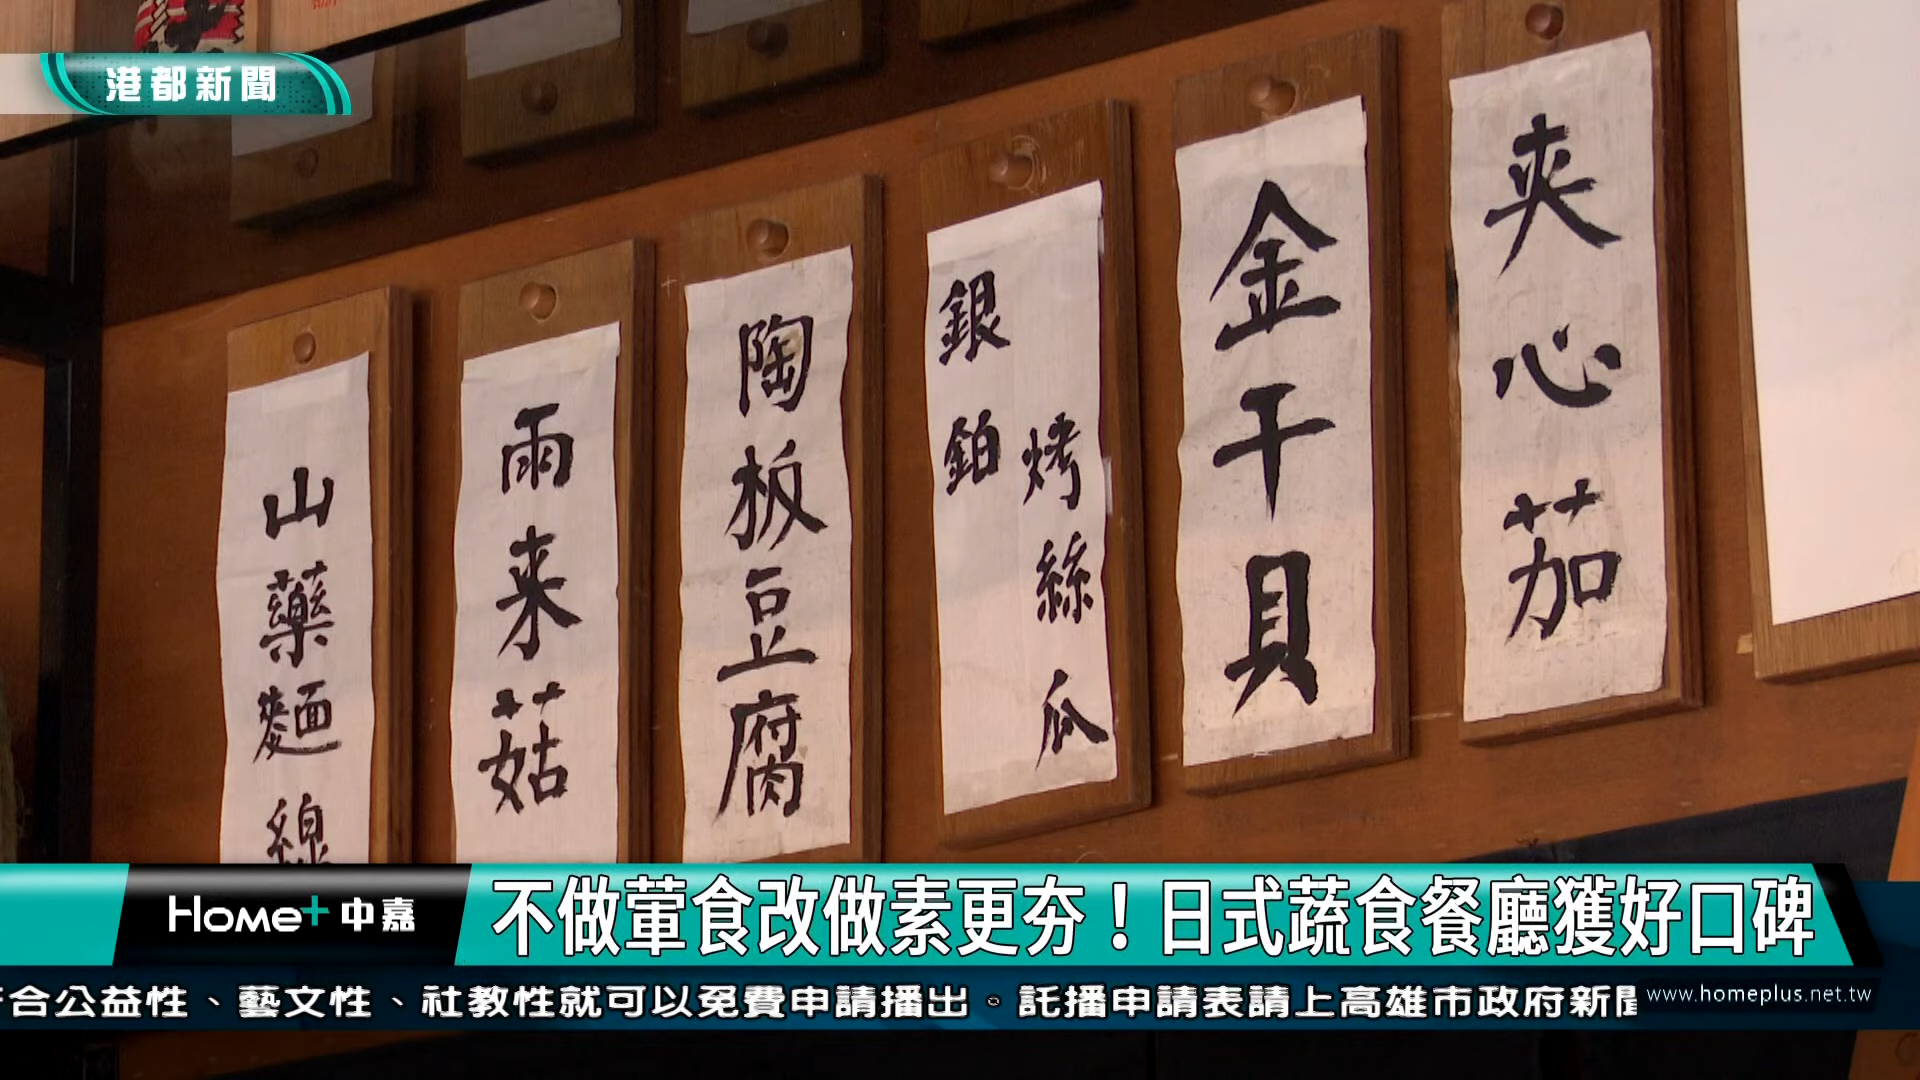 港都新聞
夾心茄
金干貝
銀鉑
烤絲瓜
陶板豆腐
雨来菇
山藥麵線
Home+中嘉
不做葷食改做素更夯！日式蔬食餐廳獲好口碑
合公益性、藝文性、社教性就可以免費申請播出。託播申請表請上高雄市政府新聞
www.homeplus.net.tw